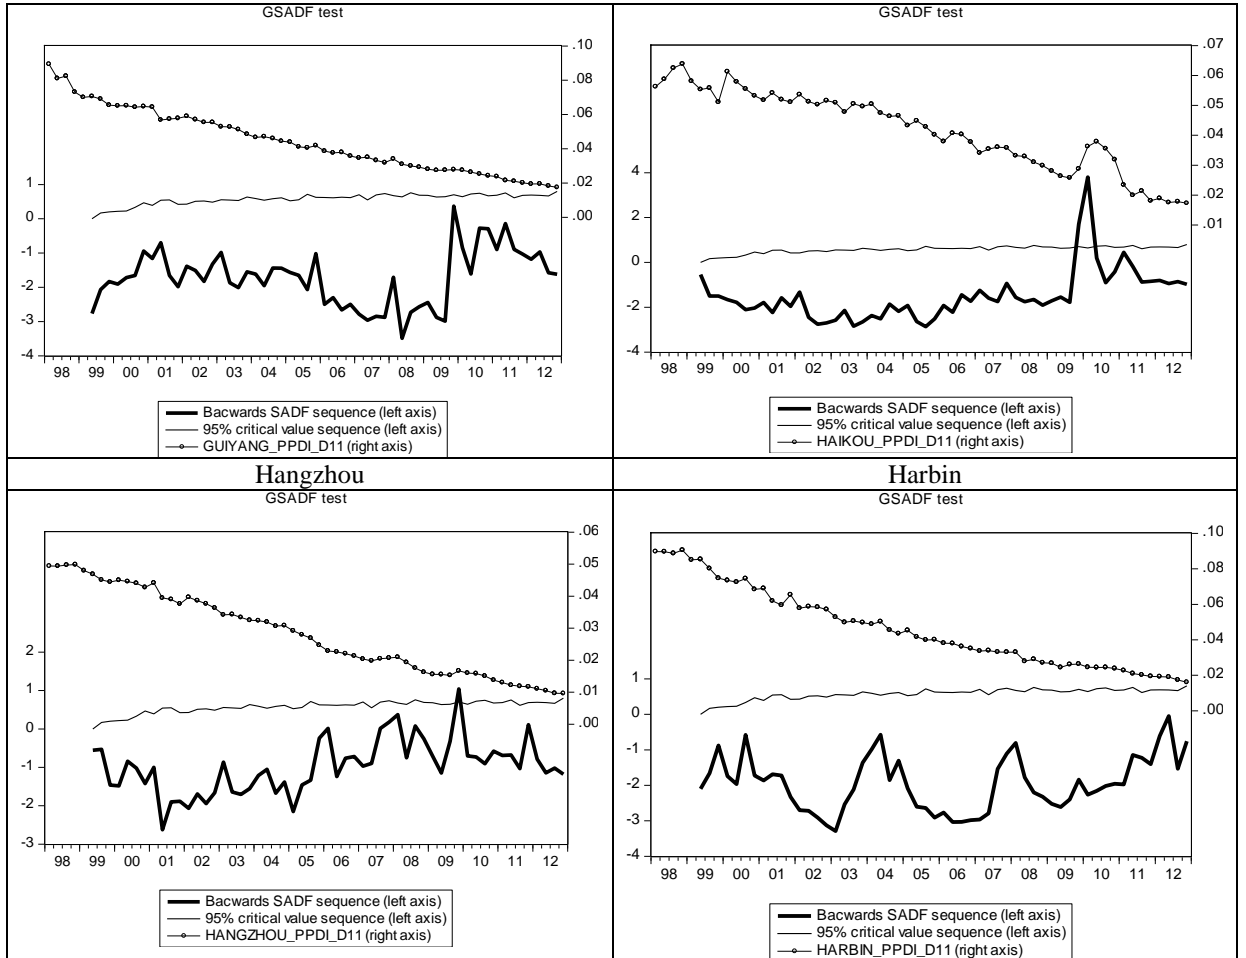 GSADF test
.10
.08
.06
.04
.02
.00
1
0
-1
-2
-3
-4
98 99 00 01 02 03 04 05 06 07 08 09 10 11 12
Bacwards SADF sequence (left axis)
95% critical value sequence (left axis)
GUIYANG_PPDI_D11 (right axis)
GSADF test
.07
.06
.05
.04
.03
.02
.01
4
2
0
-2
-4
98 99 00 01 02 03 04 05 06 07 08 09 10 11 12
Bacwards SADF sequence (left axis)
95% critical value sequence (left axis)
HAIKOU_PPDI_D11 (right axis)
Hangzhou
GSADF test
.06
.05
.04
.03
.02
.01
.00
2
1
0
-1
-2
-3
98 99 00 01 02 03 04 05 06 07 08 09 10 11 12
Bacwards SADF sequence (left axis)
95% critical value sequence (left axis)
HANGZHOU_PPDI_D11 (right axis)
Harbin
GSADF test
.10
.08
.06
.04
.02
.00
1
0
-1
-2
-3
-4
98 99 00 01 02 03 04 05 06 07 08 09 10 11 12
Bacwards SADF sequence (left axis)
95% critical value sequence (left axis)
HARBIN_PPDI_D11 (right axis)